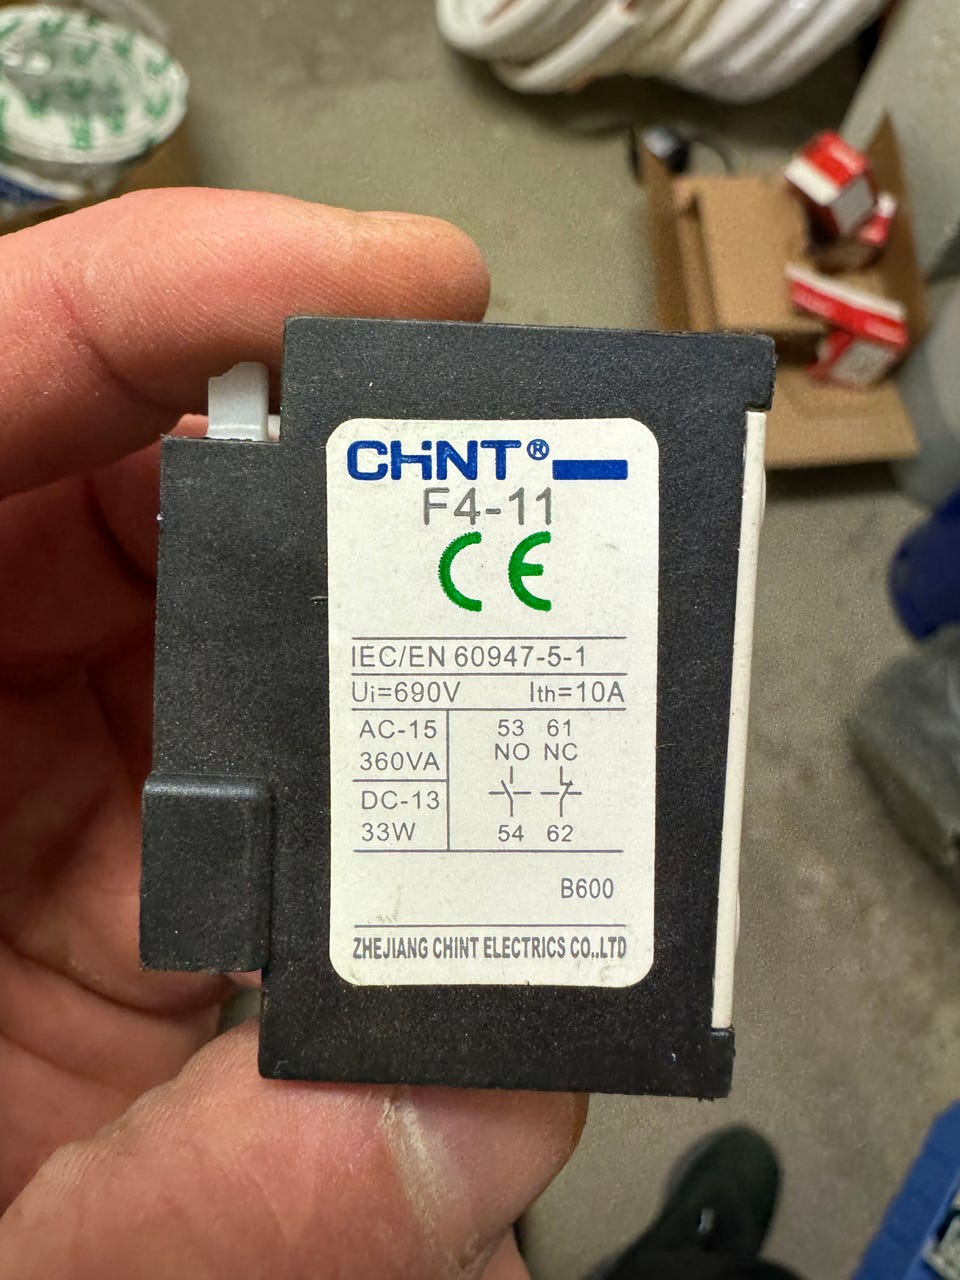 CHiNT®
F4-11
CE
IEC/EN 60947-5-1
Ui=690V Ith=10A
AC-15
360VA
DC-13
33W
53 61
NO NC
54 62
B600
ZHEJIANG CHINT ELECTRICS CO.,LTD